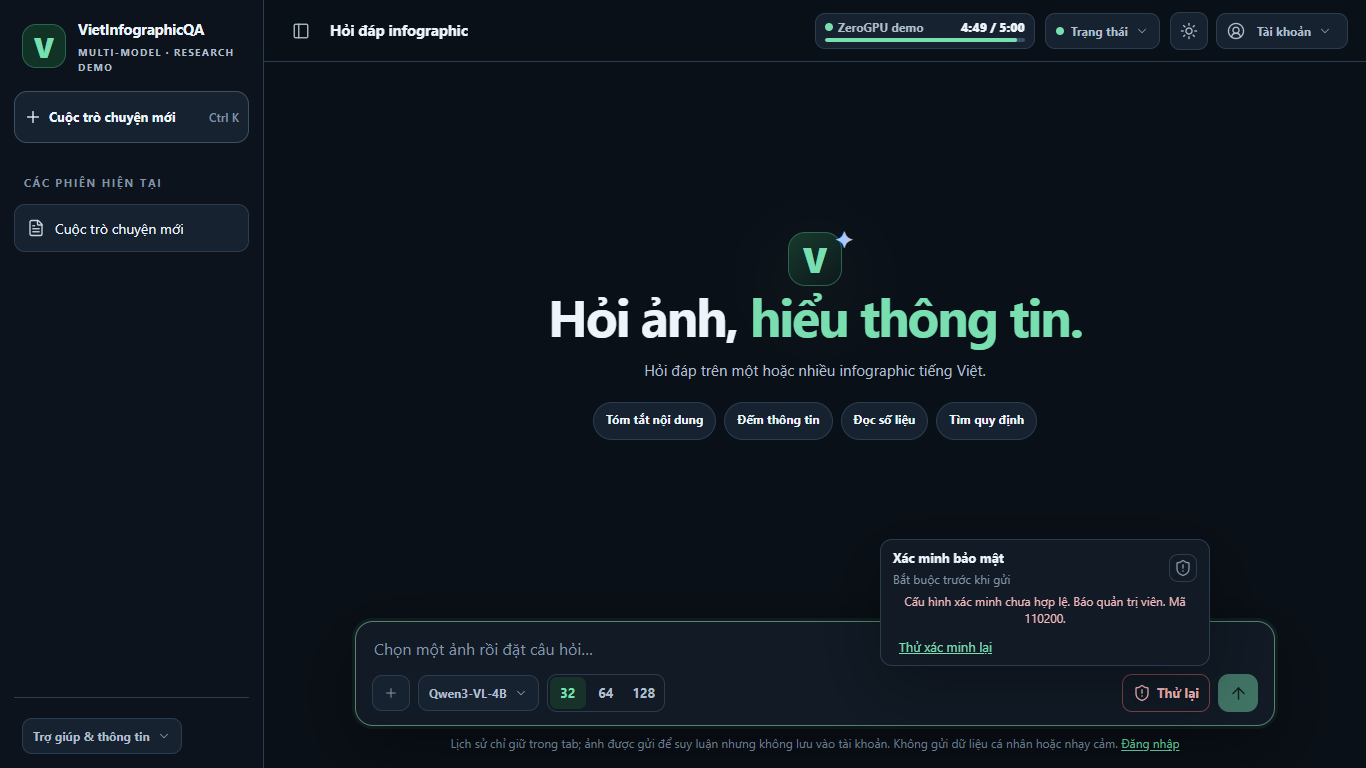 V
VietInfographicQA
MULTI-MODEL · RESEARCH
DEMO
Cuộc trò chuyện mới
Ctrl K
CÁC PHIÊN HIỆN TẠI
Cuộc trò chuyện mới
Trợ giúp & thông tin
Hỏi đáp infographic
ZeroGPU demo
4:49 / 5:00
Trạng thái
Tài khoản
V
Hỏi ảnh, hiểu thông tin.
Hỏi đáp trên một hoặc nhiều infographic tiếng Việt.
Tóm tắt nội dung
Đếm thông tin
Đọc số liệu
Tìm quy định
Xác minh bảo mật
Bắt buộc trước khi gửi
Cấu hình xác minh chưa hợp lệ. Báo quản trị viên. Mã
110200.
Thử xác minh lại
Chọn một ảnh rồi đặt câu hỏi...
Qwen3-VL-4B
32
64
128
Thử lại
Lịch sử chỉ giữ trong tab; ảnh được gửi để suy luận nhưng không lưu vào tài khoản. Không gửi dữ liệu cá nhân hoặc nhạy cảm. Đăng nhập